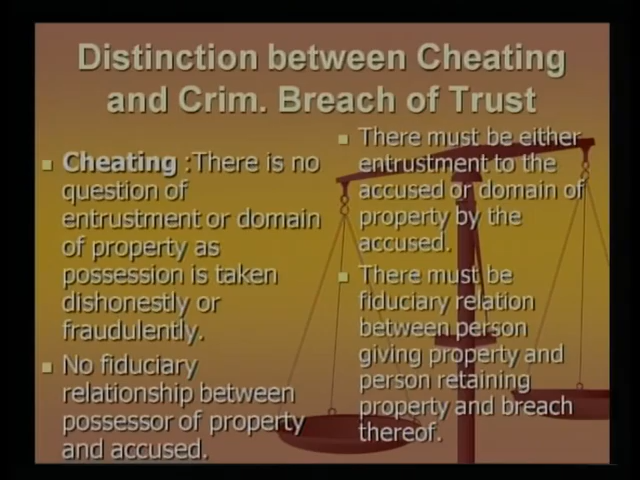 Distinction between Cheating
and Crim. Breach of Trust
Cheating :There is no
question of
entrustment or domain
of property as
possession is taken
dishonestly or
fraudulently.
No fiduciary
relationship between
possessor of property
and accused.
There must be either
entrustment to the
accused or domain of
property by the
accused.
There must be
fiduciary relation
between person
giving property and
person retaining
property and breach
thereof.